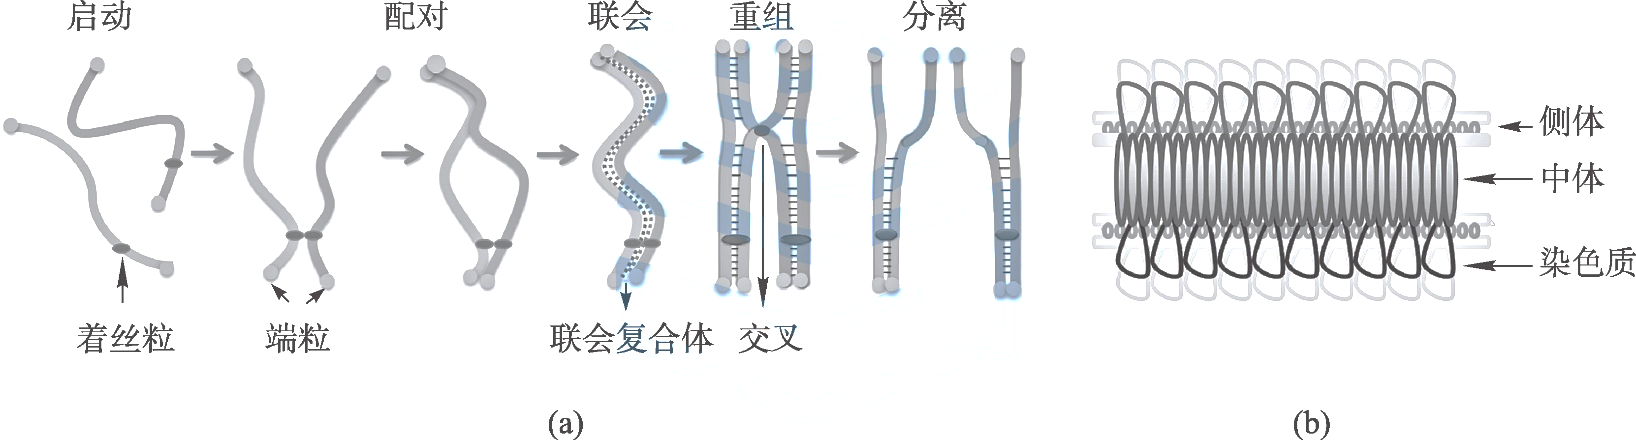 启动 配对 联会 重组 分离
侧体
中体
染色质
着丝粒 端粒 联会复合体 交叉
(a) (b)